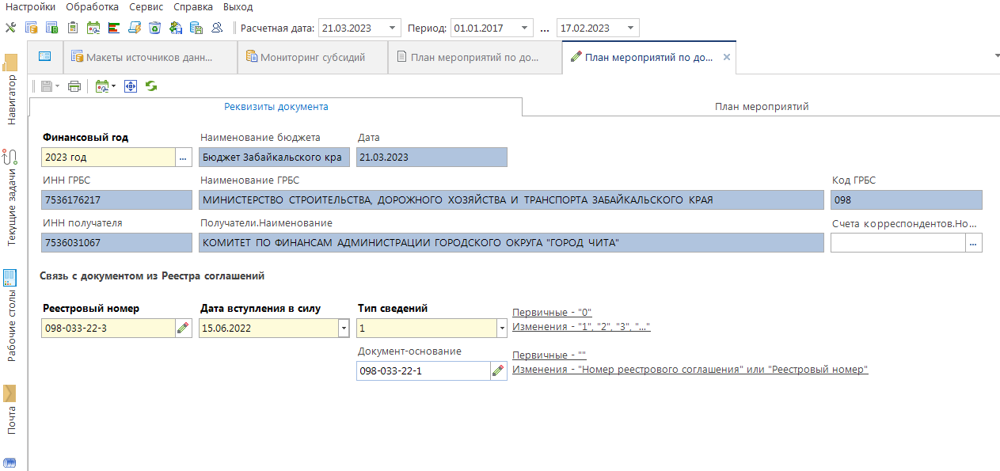 Настройки Обработка Сервис Справка Выход
Расчетная дата: 21.03.2023 Период: 01.01.2017 ... 17.02.2023
Макеты источников данн... Мониторинг субсидий План мероприятий по до... План мероприятий по до...
Навигатор
Текущие задачи
Рабочие столы
Почта
Реквизиты документа План мероприятий
Финансовый год Наименование бюджета Дата
2023 год ... Бюджет Забайкальского кра 21.03.2023
ИНН ГРБС Наименование ГРБС Код ГРБС
7536176217 МИНИСТЕРСТВО СТРОИТЕЛЬСТВА, ДОРОЖНОГО ХОЗЯЙСТВА И ТРАНСПОРТА ЗАБАЙКАЛЬСКОГО КРАЯ 098
ИНН получателя Получатели.Наименование Счета корреспондентов.Но...
7536031067 КОМИТЕТ ПО ФИНАНСАМ АДМИНИСТРАЦИИ ГОРОДСКОГО ОКРУГА "ГОРОД ЧИТА" ...
Связь с документом из Реестра соглашений
Реестровый номер Дата вступления в силу Тип сведений
Первичные - "0"
098-033-22-3 15.06.2022 1 Изменения - "1", "2", "3", "..."
Документ-основание Первичные - ""
098-033-22-1 Изменения - "Номер реестрового соглашения" или "Реестровый номер"